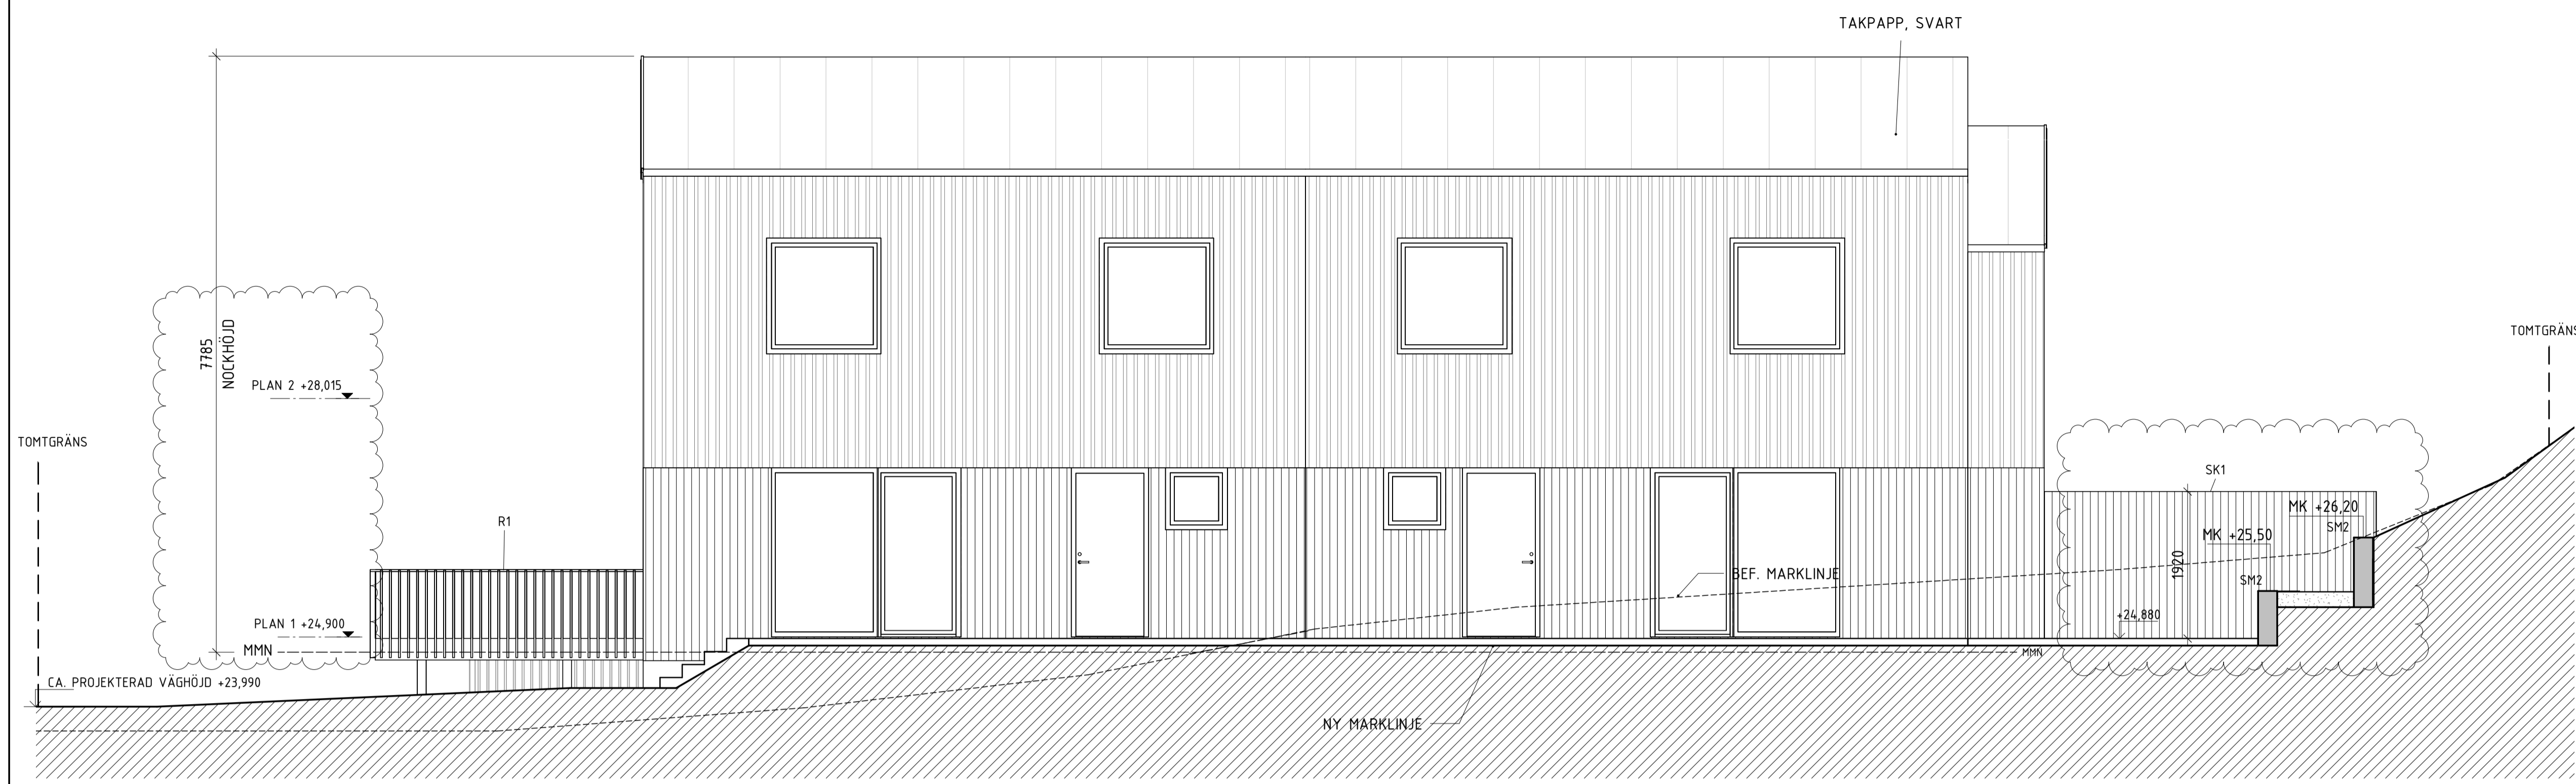 TAKPAPP, SVART
7785
NOCKHÖJD
PLAN 2 +28,015
TOMTGRÄNS
TOMTGRÄNS
R1
SK1
MK +26,20
SM2
MK +25,50
SM2
1920
BEF. MARKLINJE
+24,880
PLAN 1 +24,900
MMN
MMN
CA. PROJEKTERAD VÄGHÖJD +23,990
NY MARKLINJE